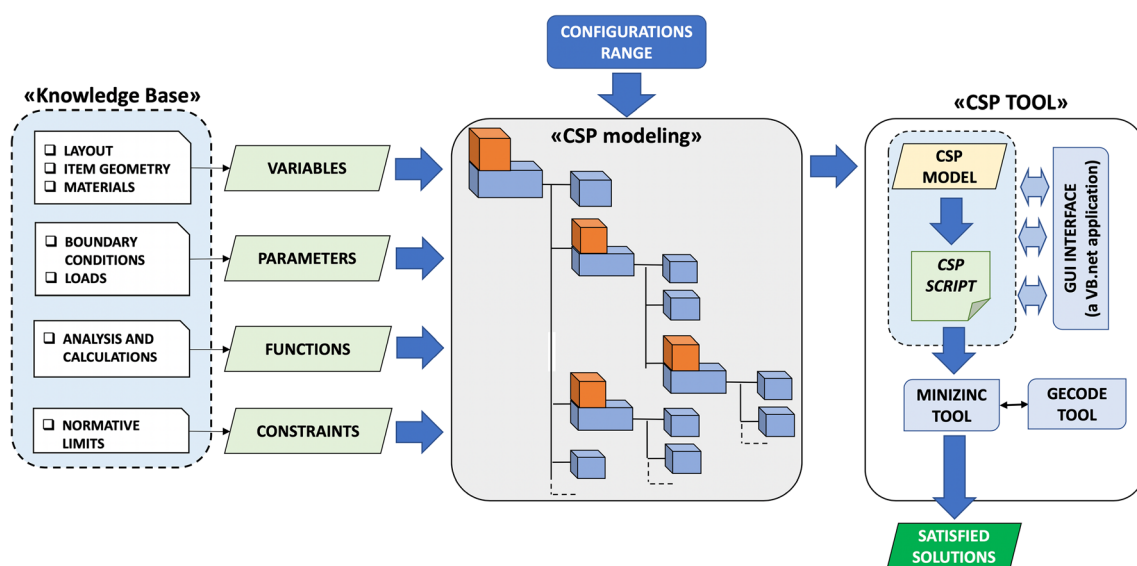 CONFIGURATIONS
RANGE
«Knowledge Base»
LAYOUT
ITEM GEOMETRY
MATERIALS
BOUNDARY
CONDITIONS
LOADS
ANALYSIS AND
CALCULATIONS
NORMATIVE
LIMITS
VARIABLES
PARAMETERS
FUNCTIONS
CONSTRAINTS
«CSP modeling»
«CSP TOOL»
CSP
MODEL
CSP
SCRIPT
GUI INTERFACE
(a VB.net application)
MINIZINC
TOOL
GECODE
TOOL
SATISFIED
SOLUTIONS